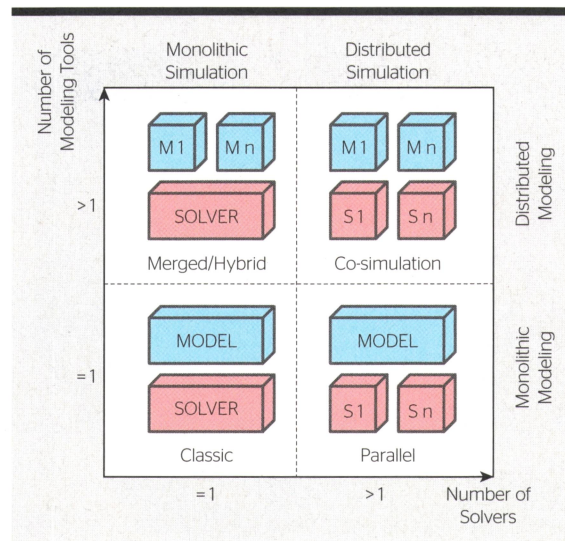 Monolithic
Simulation
Distributed
Simulation
Number of
Modeling Tools
M 1
M n
M 1
M n
>1
SOLVER
S 1
S n
Distributed
Modeling
Merged/Hybrid
Co-simulation
MODEL
MODEL
=1
SOLVER
S 1
S n
Monolithic
Modeling
Classic
Parallel
=1
>1
Number of
Solvers